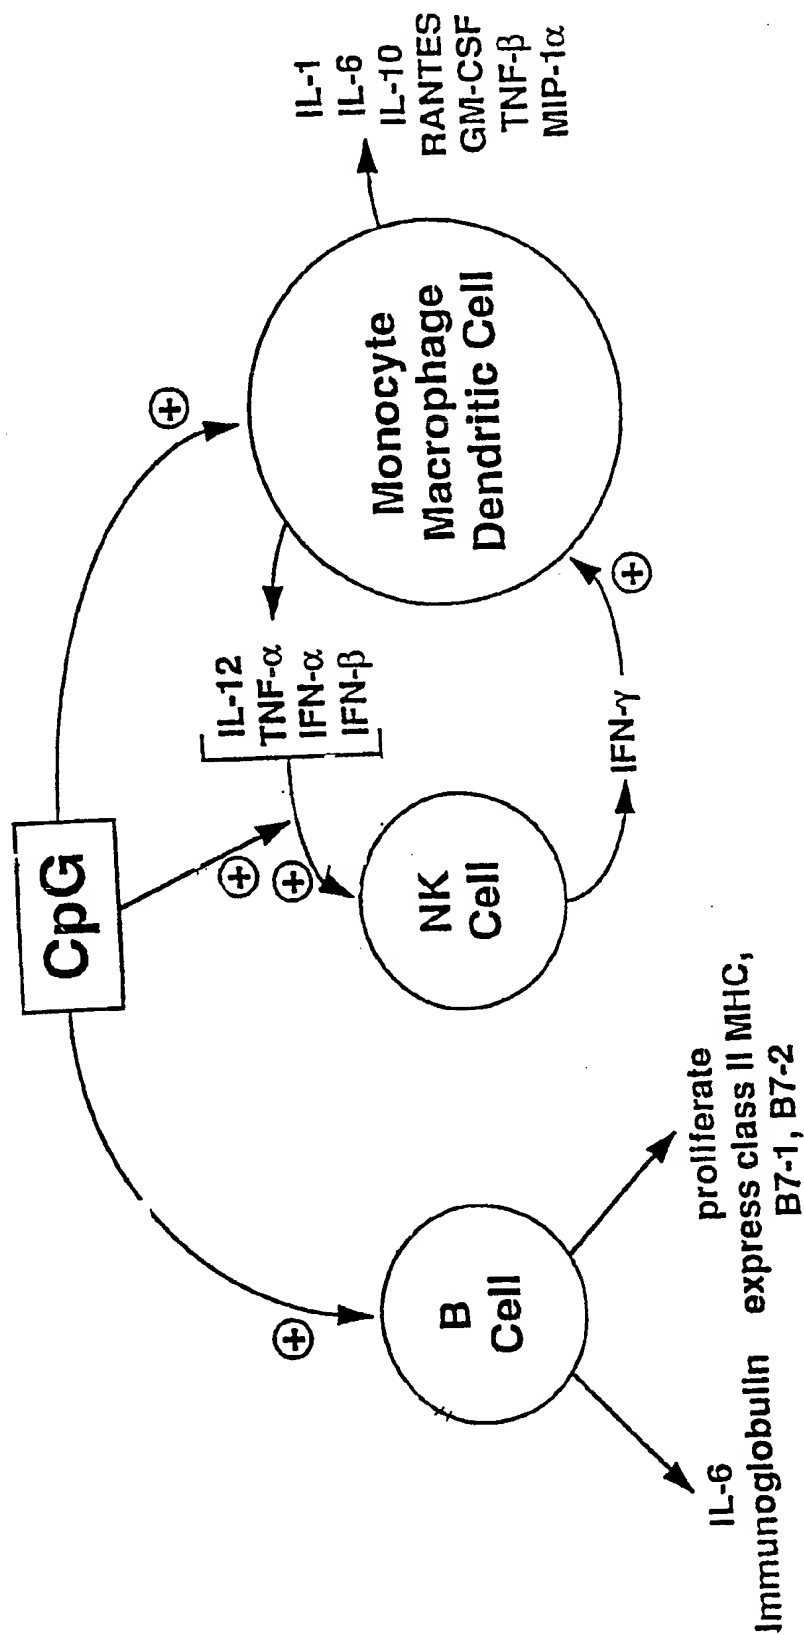 CpG
+
+
+
+
+
IL-12
TNF-α
IFN-α
IFN-β
IL-1
IL-6
IL-10
RANTES
GM-CSF
TNF-β
MIP-1α
B
Cell
NK
Cell
Monocyte
Macrophage
Dendritic Cell
IFN-γ
IL-6
Immunoglobulin
proliferate
express class II MHC,
B7-1, B7-2